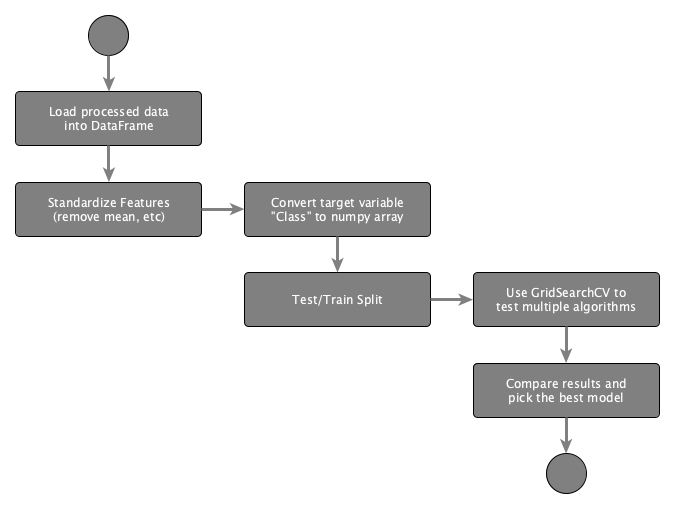 Load processed data
into DataFrame
Standardize Features
(remove mean, etc)
Convert target variable
"Class" to numpy array
Test/Train Split
Use GridSearchCV to
test multiple algorithms
Compare results and
pick the best model